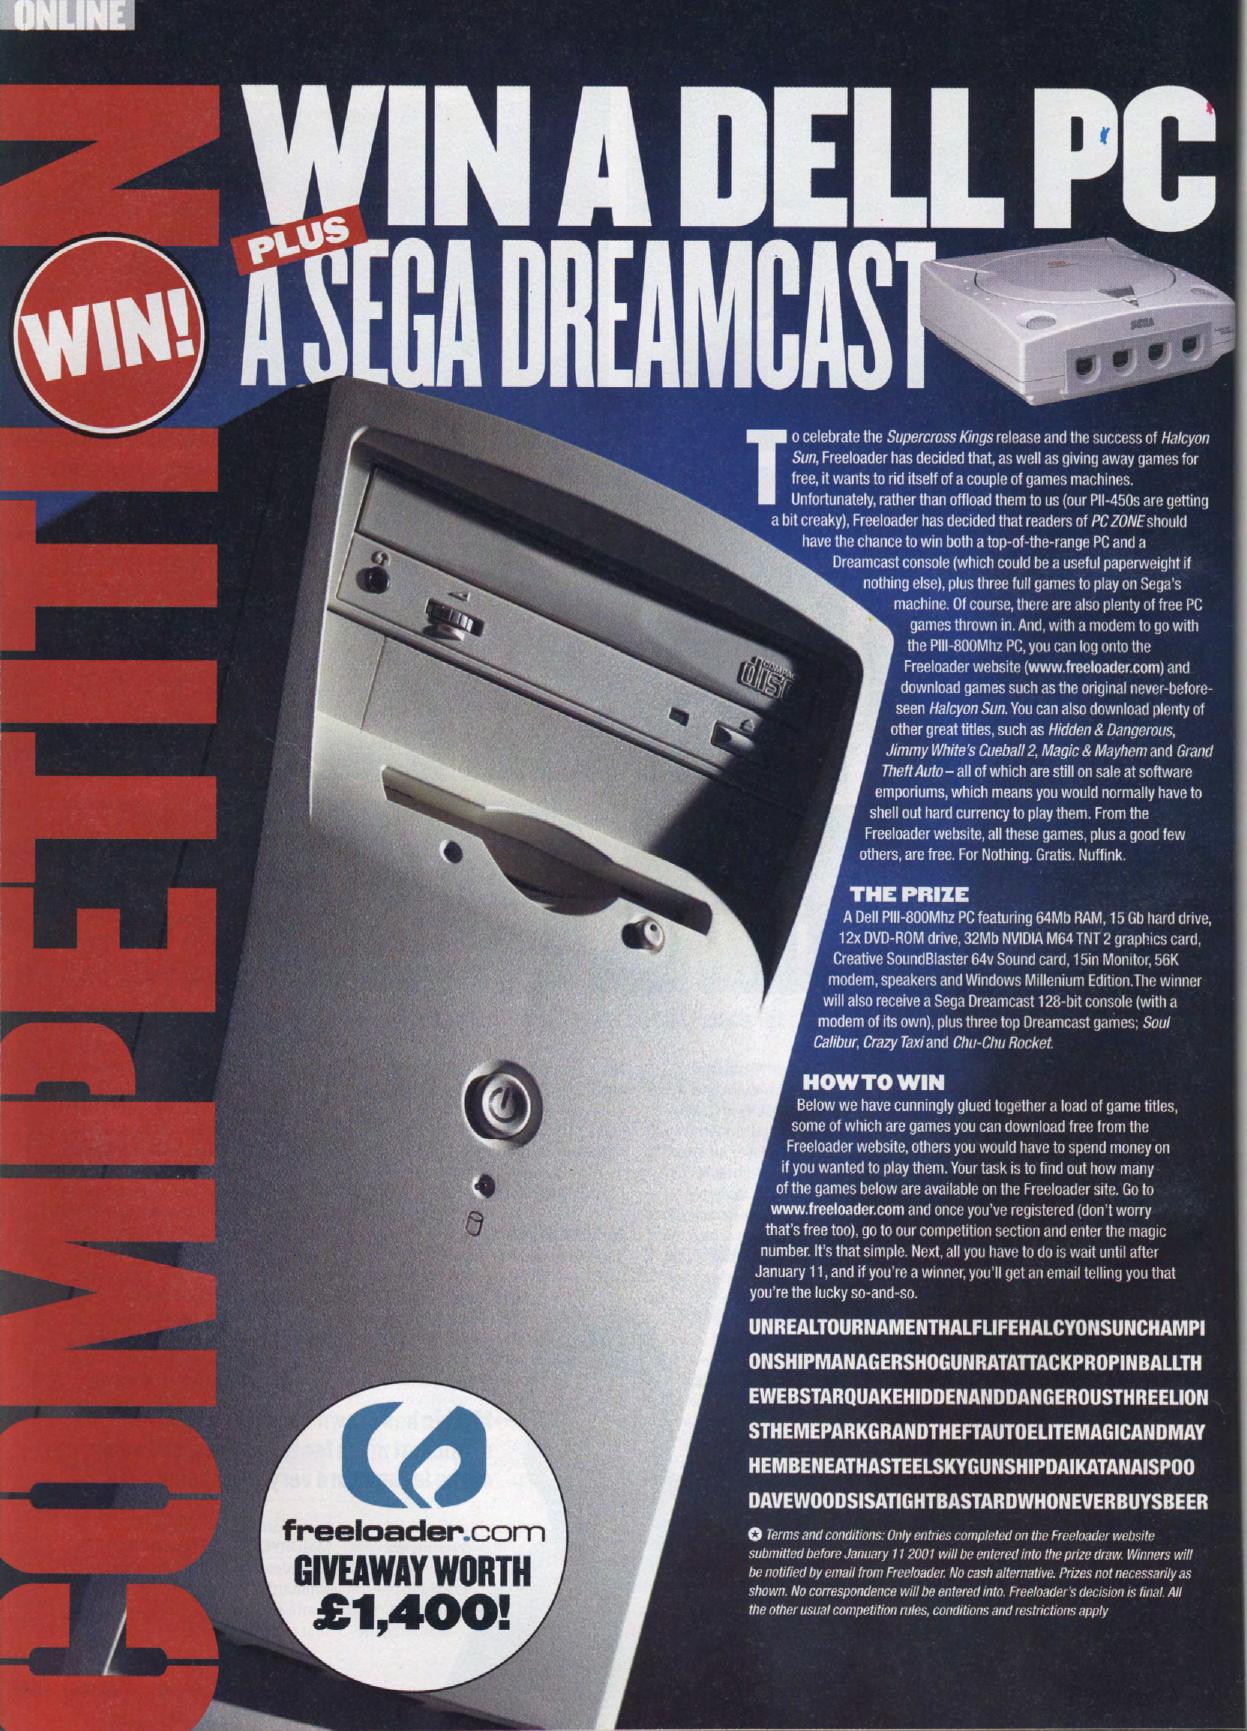 ONLINE
COMPETITION
WIN!
WIN A DELL PC
PLUS
A SEGA DREAMCAST
SEGA
To celebrate the Supercross Kings release and the success of Halcyon
Sun, Freeloader has decided that, as well as giving away games for
free, it wants to rid itself of a couple of games machines.
Unfortunately, rather than offload them to us (our PII-450s are getting
a bit creaky), Freeloader has decided that readers of PC ZONE should
have the chance to win both a top-of-the-range PC and a
Dreamcast console (which could be a useful paperweight if
nothing else), plus three full games to play on Sega's
machine. Of course, there are also plenty of free PC
games thrown in. And, with a modem to go with
the PIII-800Mhz PC, you can log onto the
Freeloader website (www.freeloader.com) and
download games such as the original never-before-
seen Halcyon Sun. You can also download plenty of
other great titles, such as Hidden & Dangerous,
Jimmy White's Cueball 2, Magic & Mayhem and Grand
Theft Auto – all of which are still on sale at software
emporiums, which means you would normally have to
shell out hard currency to play them. From the
Freeloader website, all these games, plus a good few
others, are free. For Nothing. Gratis. Nuffink.
THE PRIZE
A Dell PIII-800Mhz PC featuring 64Mb RAM, 15 Gb hard drive,
12x DVD-ROM drive, 32Mb NVIDIA M64 TNT 2 graphics card,
Creative SoundBlaster 64v Sound card, 15in Monitor, 56K
modem, speakers and Windows Millenium Edition.The winner
will also receive a Sega Dreamcast 128-bit console (with a
modem of its own), plus three top Dreamcast games; Soul
Calibur, Crazy Taxi and Chu-Chu Rocket.
HOW TO WIN
Below we have cunningly glued together a load of game titles,
some of which are games you can download free from the
Freeloader website, others you would have to spend money on
if you wanted to play them. Your task is to find out how many
of the games below are available on the Freeloader site. Go to
www.freeloader.com and once you've registered (don't worry
that's free too), go to our competition section and enter the magic
number. It's that simple. Next, all you have to do is wait until after
January 11, and if you're a winner, you'll get an email telling you that
you're the lucky so-and-so.
UNREALTOURNAMENTHALFLIFEHALCYONSUNCHAMPI
ONSHIPMANAGERSHOGUNRATATTACKPROPINBALLTH
EWEBSTARQUAKEHIDDENANDDANGEROUSTHREELION
STHEMEPARKGRANDTHEFTAUTOELITEMAGICANDMAY
HEMBENEATHASTEELSKYGUNSHIPDAIKATANAISPOO
DAVEWOODSISATIGHTBASTARDWHONEVERBUYSBEER
Terms and conditions: Only entries completed on the Freeloader website
submitted before January 11 2001 will be entered into the prize draw. Winners will
be notified by email from Freeloader. No cash alternative. Prizes not necessarily as
shown. No correspondence will be entered into. Freeloader's decision is final. All
the other usual competition rules, conditions and restrictions apply
COMPACT
disc
freeloader.com
GIVEAWAY WORTH
£1,400!